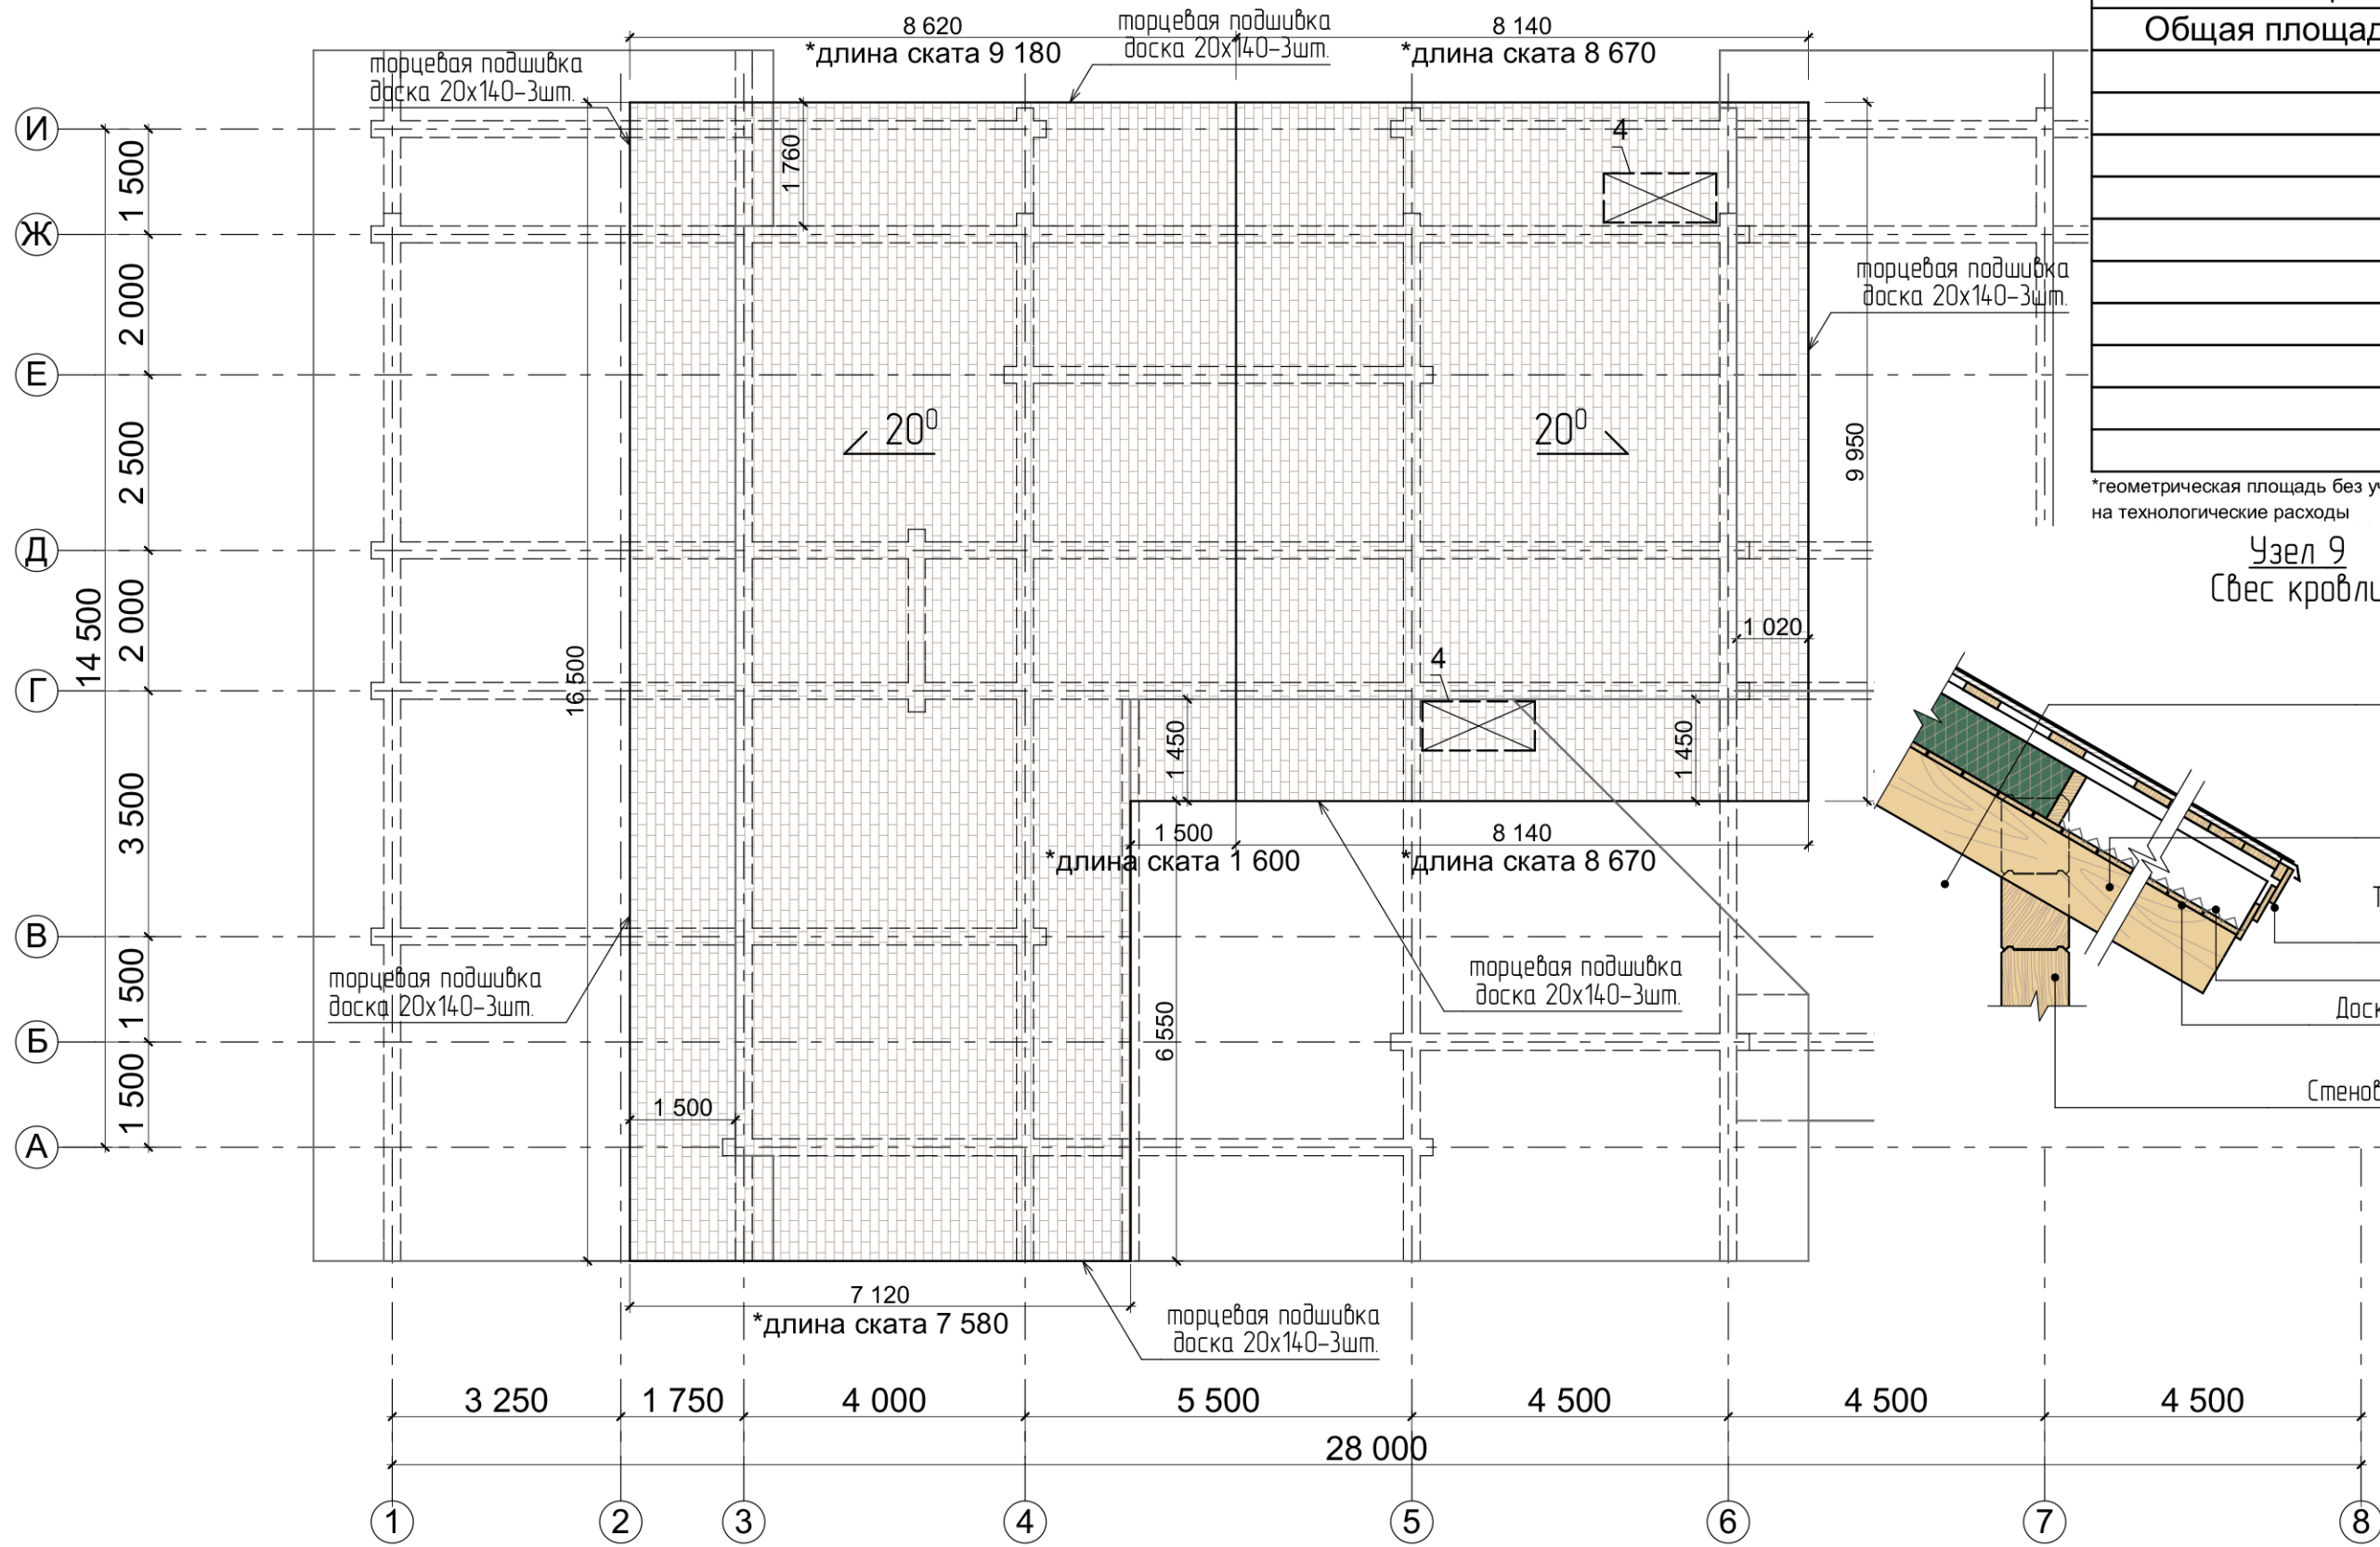 8 620
*длина ската 9 180
торцевая подшивка
доска 20х140-3шт.
8 140
*длина ската 8 670
торцевая подшивка
доска 20х140-3шт.
Общая площад
И
Ж
Е
Д
Г
В
Б
А
1 500
2 000
2 500
2 000
3 500
1 500
1 500
14 500
16 500
1 760
4
20⁰
20⁰
торцевая подшивка
доска 20х140-3шт.
9 950
1 020
*геометрическая площадь без уч
на технологические расходы
Узел 9
Свес кровли
4
1 450
1 450
1 500
*длина ската 1 600
8 140
*длина ската 8 670
торцевая подшивка
доска 20х140-3шт.
торцевая подшивка
доска 20х140-3шт.
6 550
1 500
7 120
*длина ската 7 580
торцевая подшивка
доска 20х140-3шт.
Т
Доск
Стенов
3 250
1 750
4 000
5 500
4 500
4 500
4 500
28 000
1
2
3
4
5
6
7
8